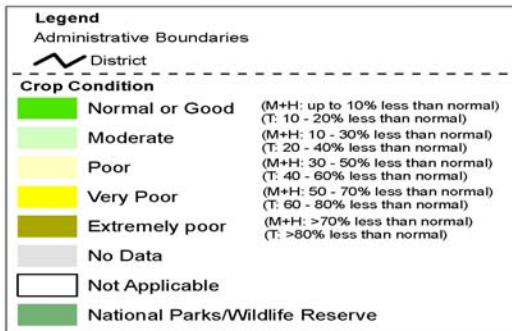 Legend
Administrative Boundaries
District
Crop Condition
Normal or Good (M+H: up to 10% less than normal)
(T: 10 - 20% less than normal)
Moderate (M+H: 10 - 30% less than normal)
(T: 20 - 40% less than normal)
Poor (M+H: 30 - 50% less than normal)
(T: 40 - 60% less than normal)
Very Poor (M+H: 50 - 70% less than normal)
(T: 60 - 80% less than normal)
Extremely poor (M+H: >70% less than normal)
(T: >80% less than normal)
No Data
Not Applicable
National Parks/Wildlife Reserve